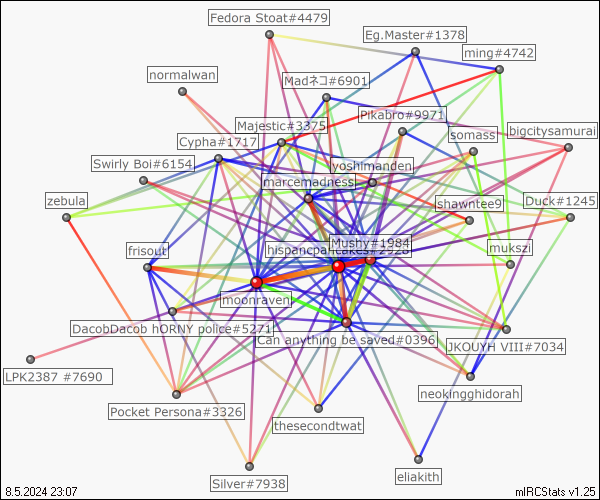 Fedora Stoat#4479
Eg.Master#1378
ming#4742
normalwan
Madネコ#6901
Pikabro#9971
Majestic#3375
bigcitysamurai
Cypha#1717
somass
Swirly Boi#6154
yoshimanden
marcemadness
zebula
shawntee9
Duck#1245
Mushy#1984
frisout
mukszi
moonraven
DacobDacob hORNY police#5271
Can anything be saved#0396
JKOUYH VIII#7034
LPK2387 #7690
neokingghidorah
Pocket Persona#3326
thesecondtwat
eliakith
Silver#7938
8.5.2024 23:07
mIRCStats v1.25